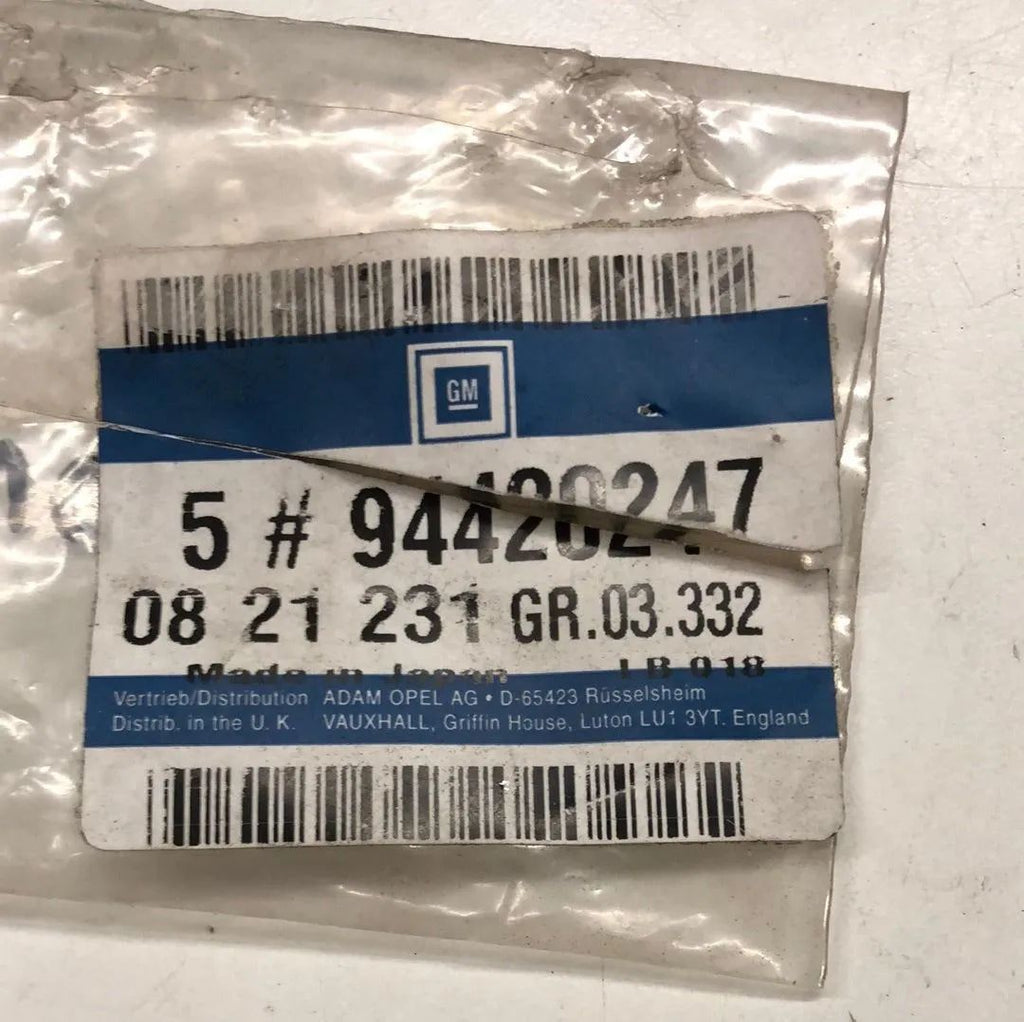 GM
5 # 94420247
08 21 231 GR.03.332
Made in Japan LB 018
Vertrieb/Distribution ADAM OPEL AG • D-65423 Rüsselsheim
Distrib. in the U. K. VAUXHALL, Griffin House, Luton LU1 3YT. England